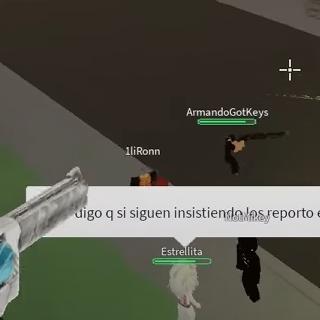 ArmandoGotKeys
1liRonn
digo q si siguen insistiendo los reporto e
Estrellita